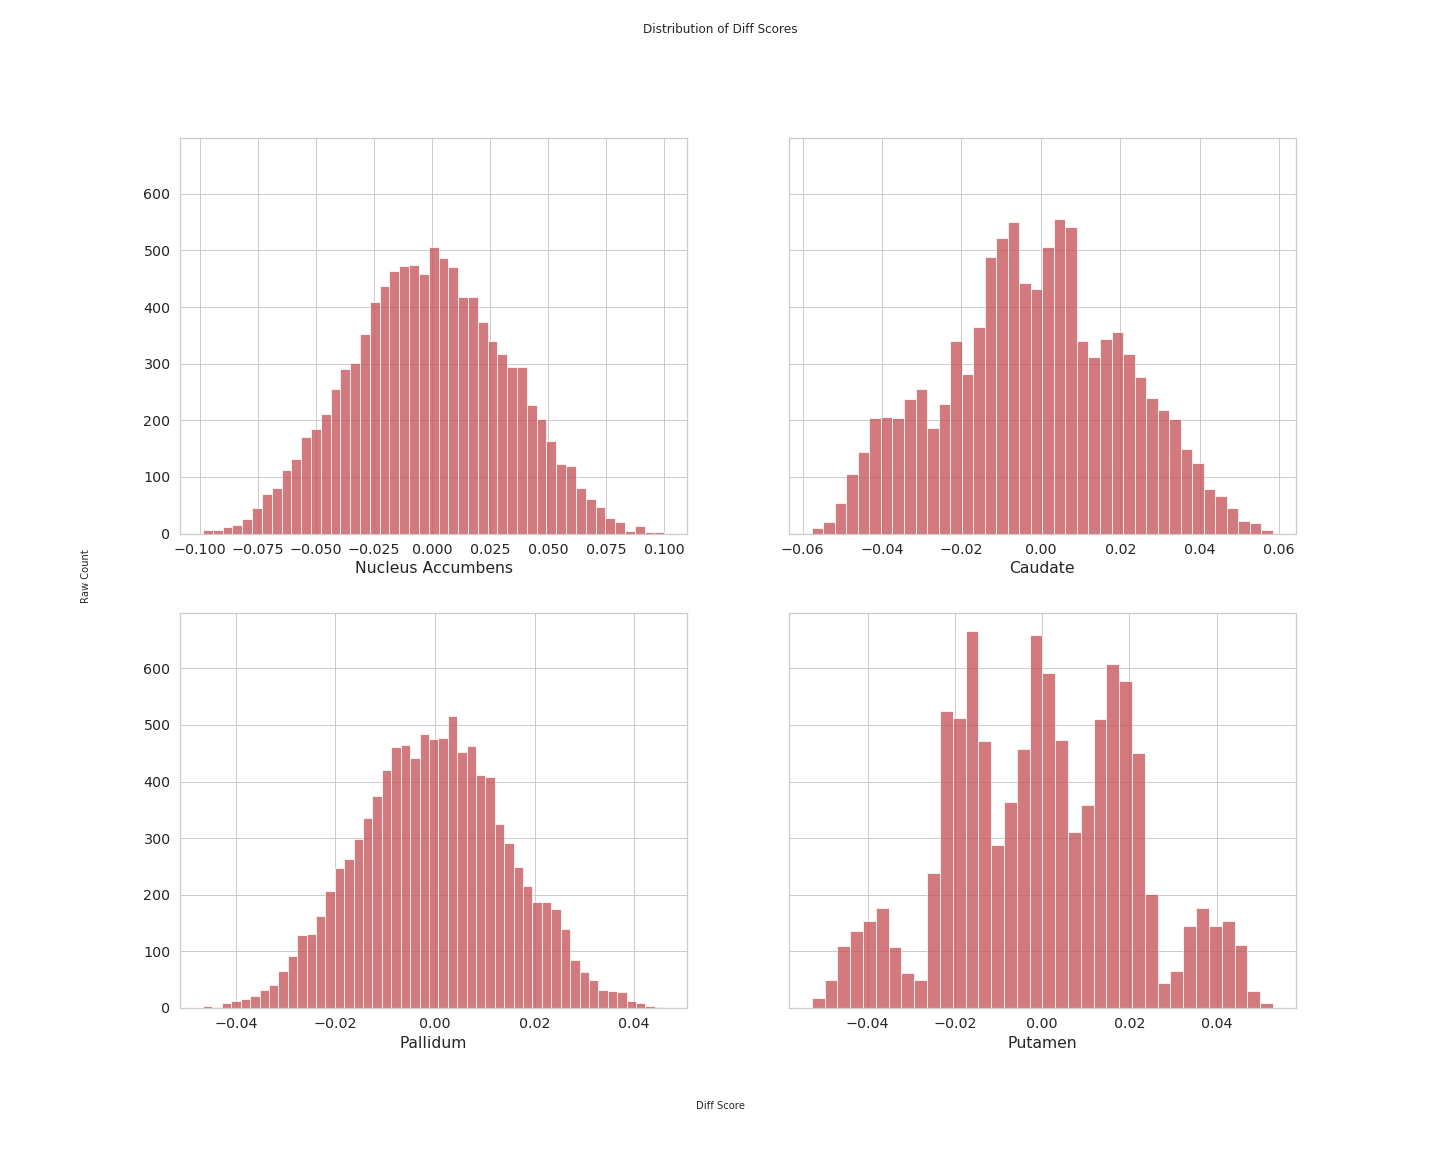 Distribution of Diff Scores
600
500
400
300
200
100
0
−0.100 −0.075 −0.050 −0.025 0.000 0.025 0.050 0.075 0.100
Nucleus Accumbens
−0.06 −0.04 −0.02 0.00 0.02 0.04 0.06
Caudate
Raw Count
600
500
400
300
200
100
0
−0.04 −0.02 0.00 0.02 0.04
Pallidum
−0.04 −0.02 0.00 0.02 0.04
Putamen
Diff Score